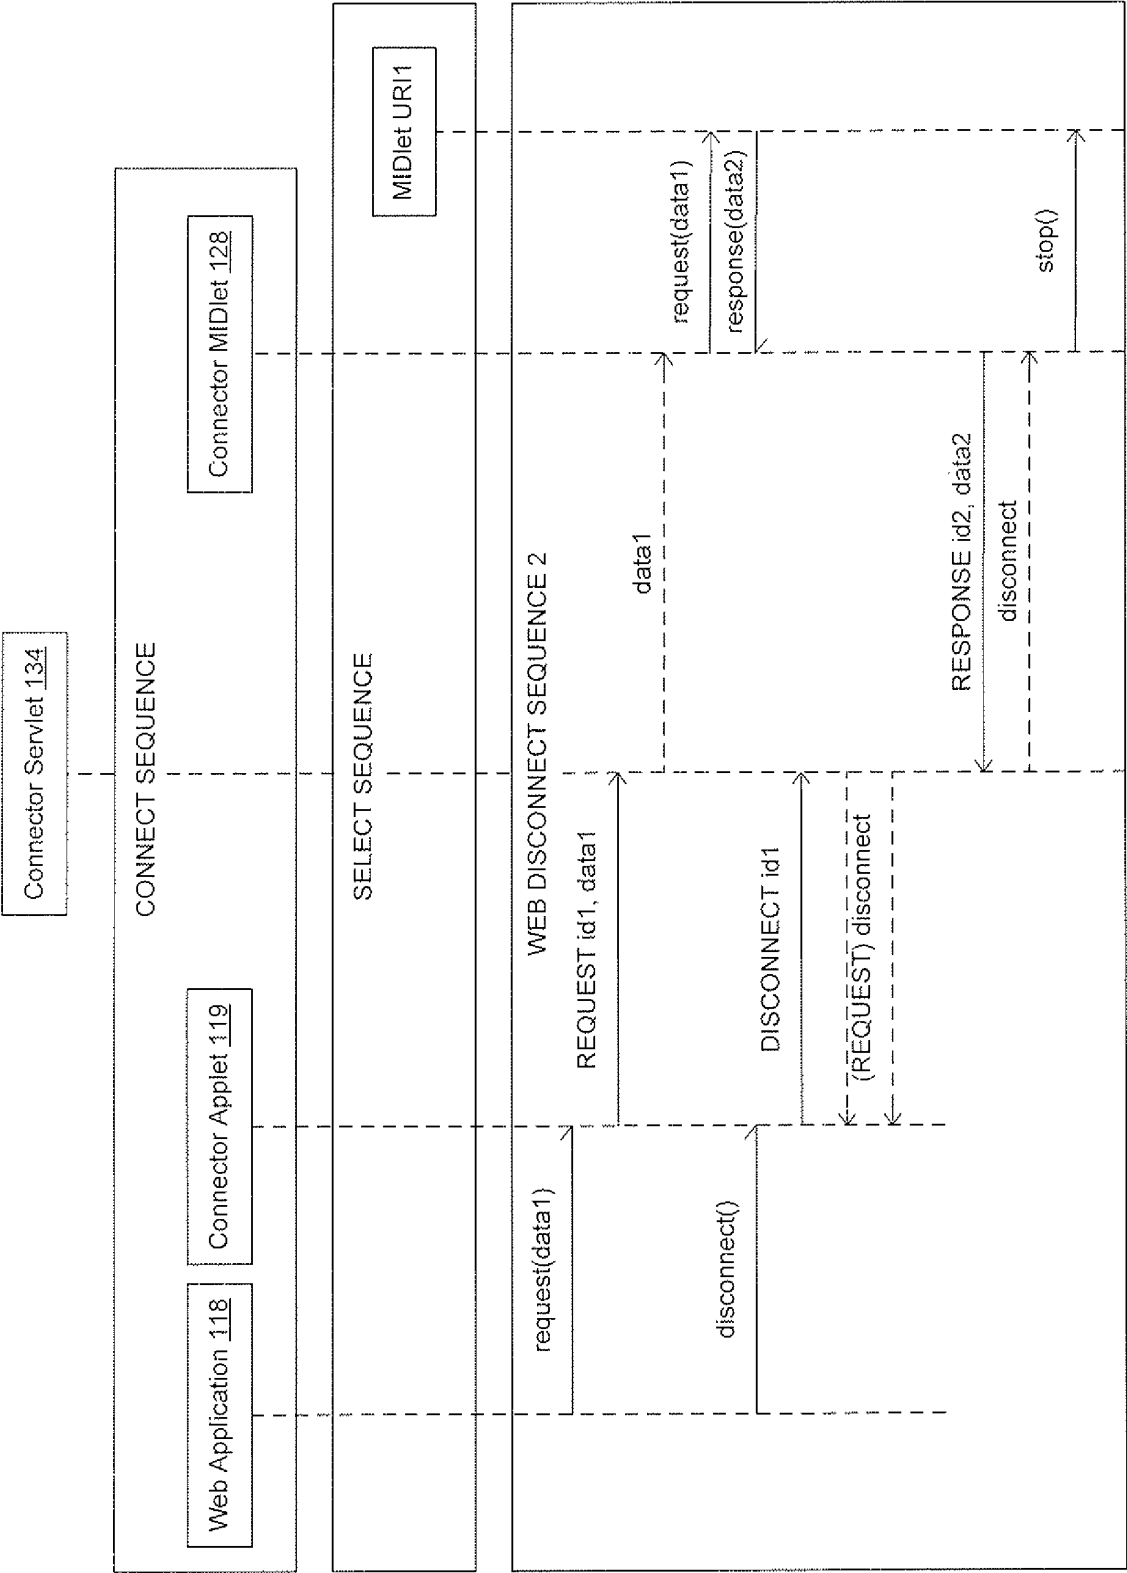 Connector Servlet 134
CONNECT SEQUENCE
Web Application 118
Connector Applet 119
Connector MIDlet 128
SELECT SEQUENCE
MIDlet URI1
WEB DISCONNECT SEQUENCE 2
request(data1)
REQUEST id1, data1
data1
request(data1)
response(data2)
disconnect()
DISCONNECT id1
(REQUEST) disconnect
RESPONSE id2, data2
disconnect
stop()